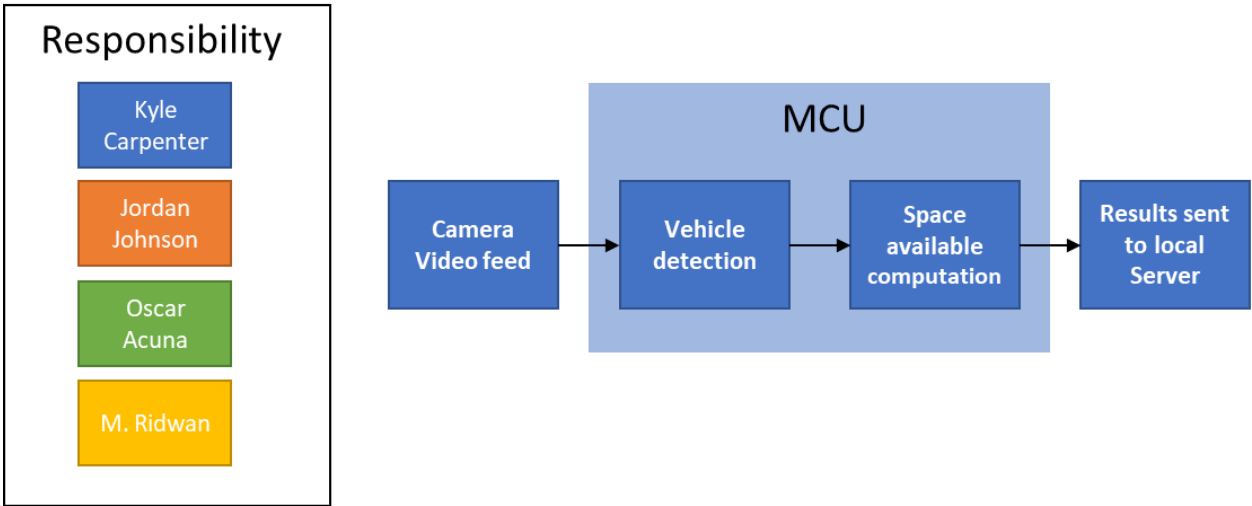 Responsibility
Kyle
Carpenter
Jordan
Johnson
Oscar
Acuna
M. Ridwan
MCU
Camera
Video feed
Vehicle
detection
Space
available
computation
Results sent
to local
Server